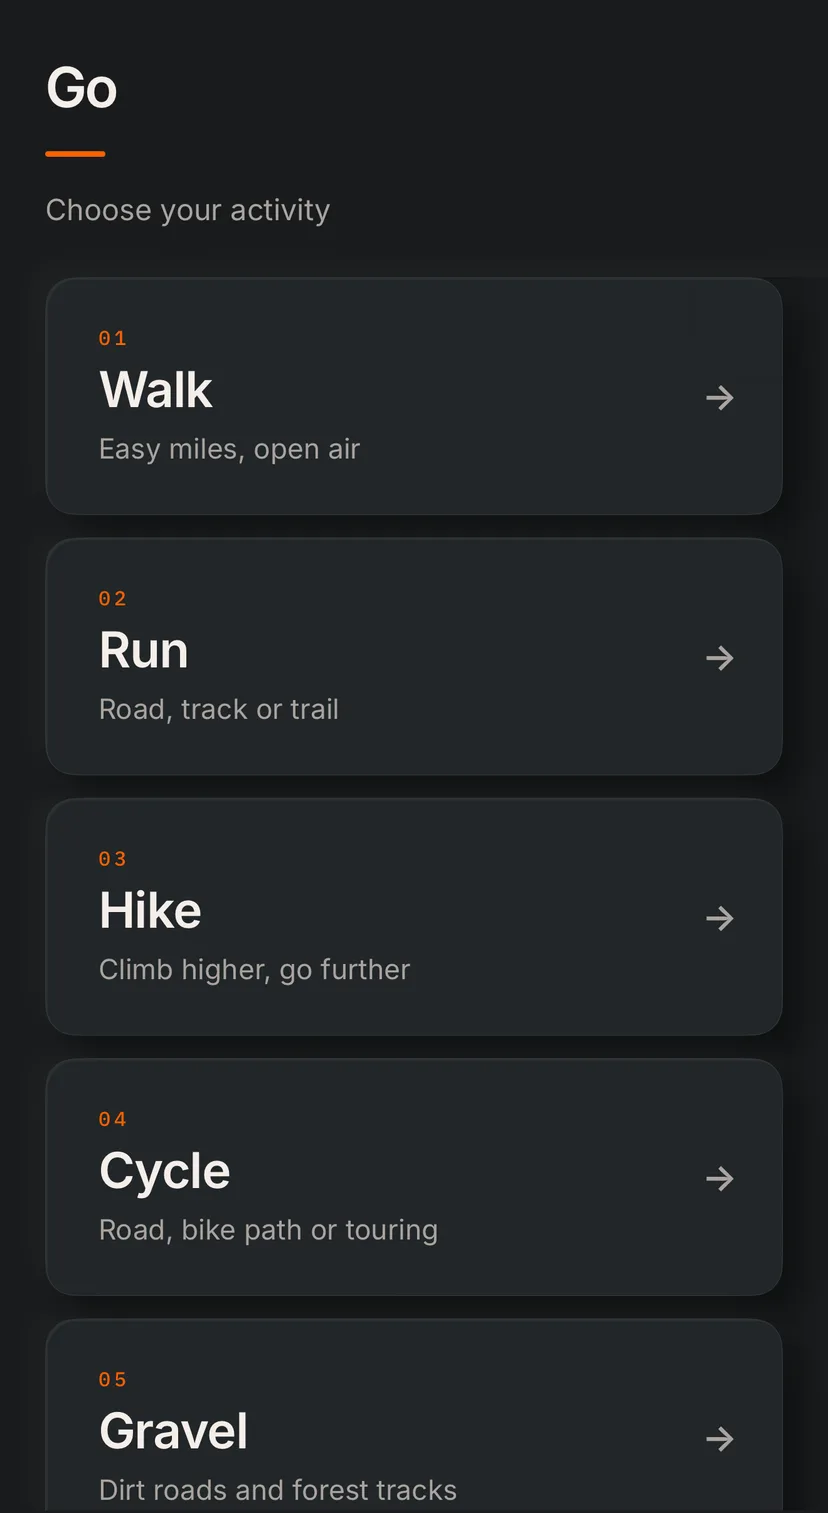 Go
Choose your activity
01
Walk
Easy miles, open air
02
Run
Road, track or trail
03
Hike
Climb higher, go further
04
Cycle
Road, bike path or touring
05
Gravel
Dirt roads and forest tracks